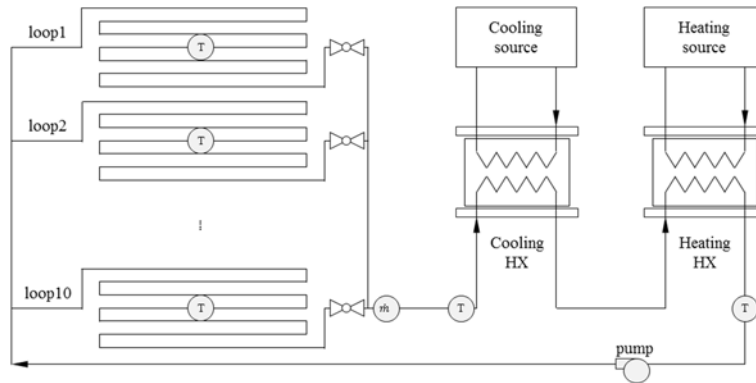 loop1
T
Cooling
source
Heating
source
loop2
T
Cooling
HX
Heating
HX
loop10
T
ṁ
T
T
pump